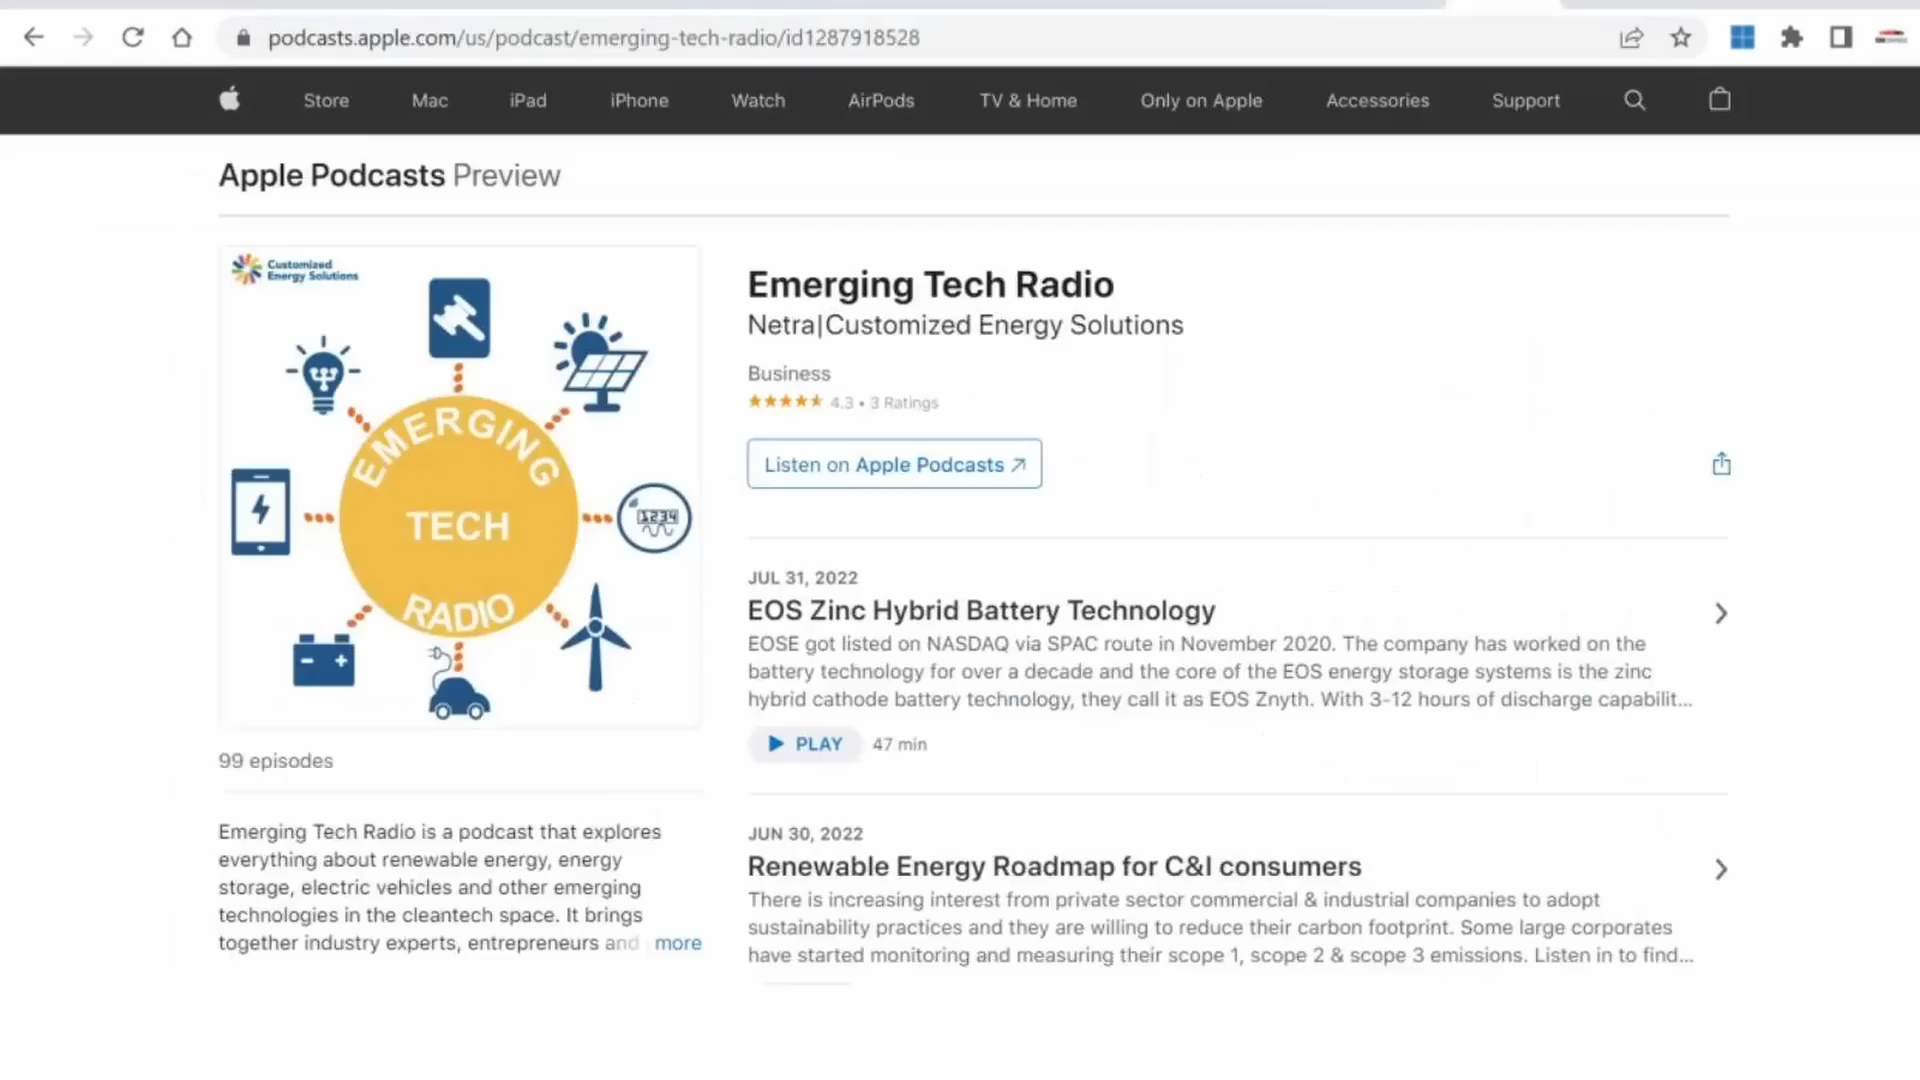 podcasts.apple.com/us/podcast/emerging-tech-radio/id1287918528
Store Mac iPad iPhone Watch AirPods TV & Home Only on Apple Accessories Support
Apple Podcasts Preview
Customized
Energy Solutions
EMERGING
TECH
RADIO
1234
99 episodes
Emerging Tech Radio is a podcast that explores
everything about renewable energy, energy
storage, electric vehicles and other emerging
technologies in the cleantech space. It brings
together industry experts, entrepreneurs and more
Emerging Tech Radio
Netra|Customized Energy Solutions
Business
4.3 • 3 Ratings
Listen on Apple Podcasts
JUL 31, 2022
EOS Zinc Hybrid Battery Technology
EOSE got listed on NASDAQ via SPAC route in November 2020. The company has worked on the
battery technology for over a decade and the core of the EOS energy storage systems is the zinc
hybrid cathode battery technology, they call it as EOS Znyth. With 3-12 hours of discharge capabilit...
PLAY 47 min
JUN 30, 2022
Renewable Energy Roadmap for C&I consumers
There is increasing interest from private sector commercial & industrial companies to adopt
sustainability practices and they are willing to reduce their carbon footprint. Some large corporates
have started monitoring and measuring their scope 1, scope 2 & scope 3 emissions. Listen in to find...